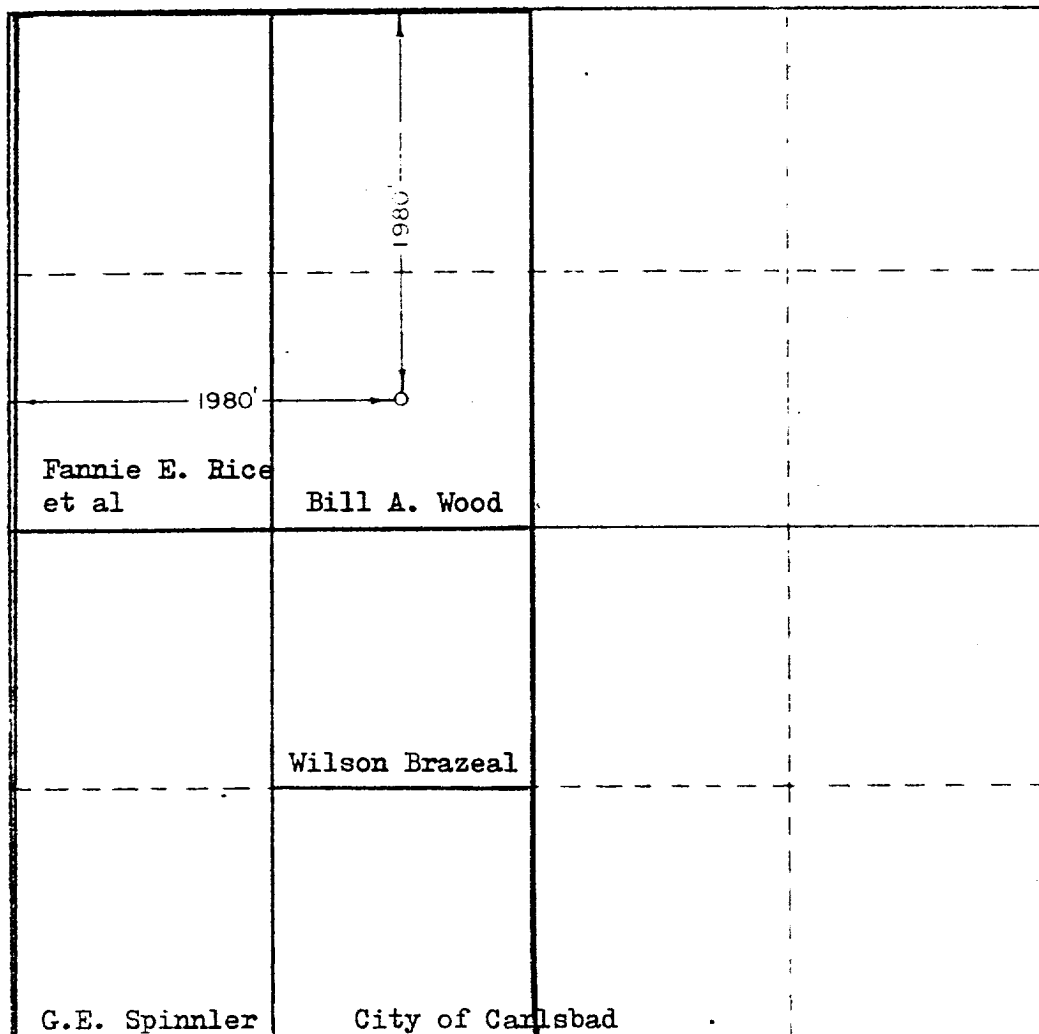 1980'
1980'
Fannie E. Rice
et al
Bill A. Wood
Wilson Brazeal
G.E. Spinnler
City of Carlsbad